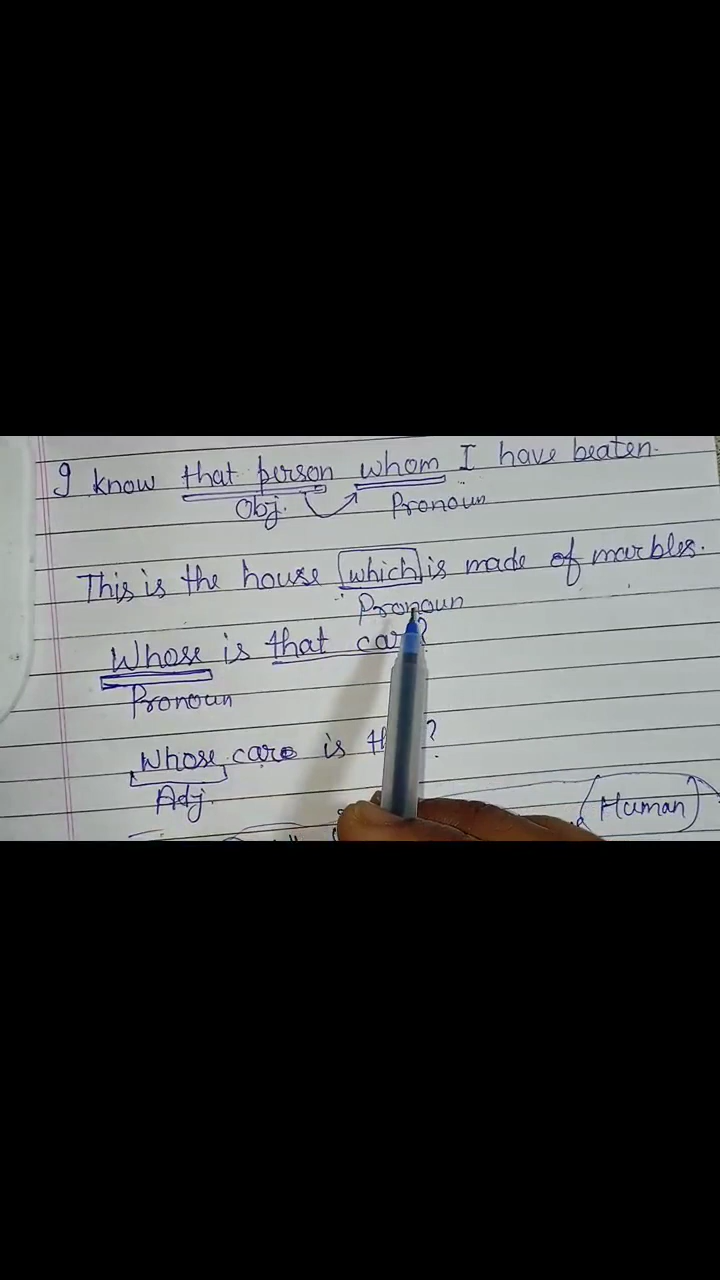 I know that person whom I have beaten.
Obj. Pronoun
This is the house which is made of marbles.
Pronoun
Whose is that car?
Pronoun
Whose care is ?
Adj.
Human